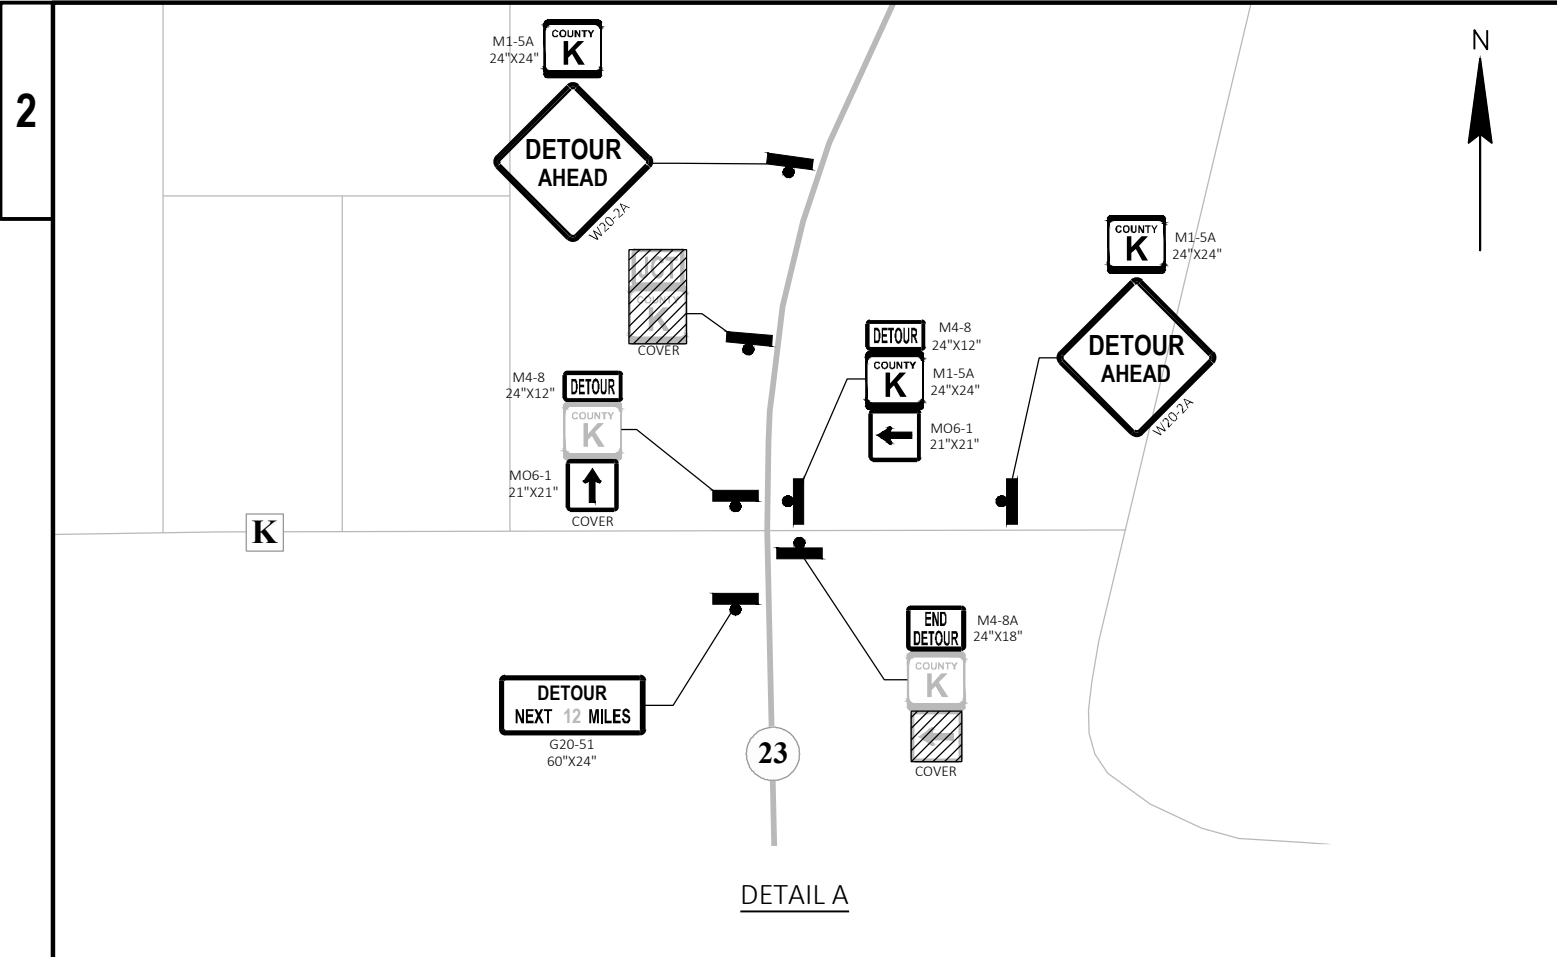 2
N
M1-5A
24"X24"
COUNTY
K
DETOUR
AHEAD
W20-2A
JCT
COUNTY
K
COVER
M1-5A
24"X24"
COUNTY
K
DETOUR
AHEAD
W20-2A
DETOUR
M4-8
24"X12"
COUNTY
K
M1-5A
24"X24"
MO6-1
21"X21"
M4-8
24"X12"
DETOUR
COUNTY
K
MO6-1
21"X21"
COVER
K
END
DETOUR
M4-8A
24"X18"
COUNTY
K
COVER
DETOUR
NEXT 12 MILES
G20-51
60"X24"
23
DETAIL A